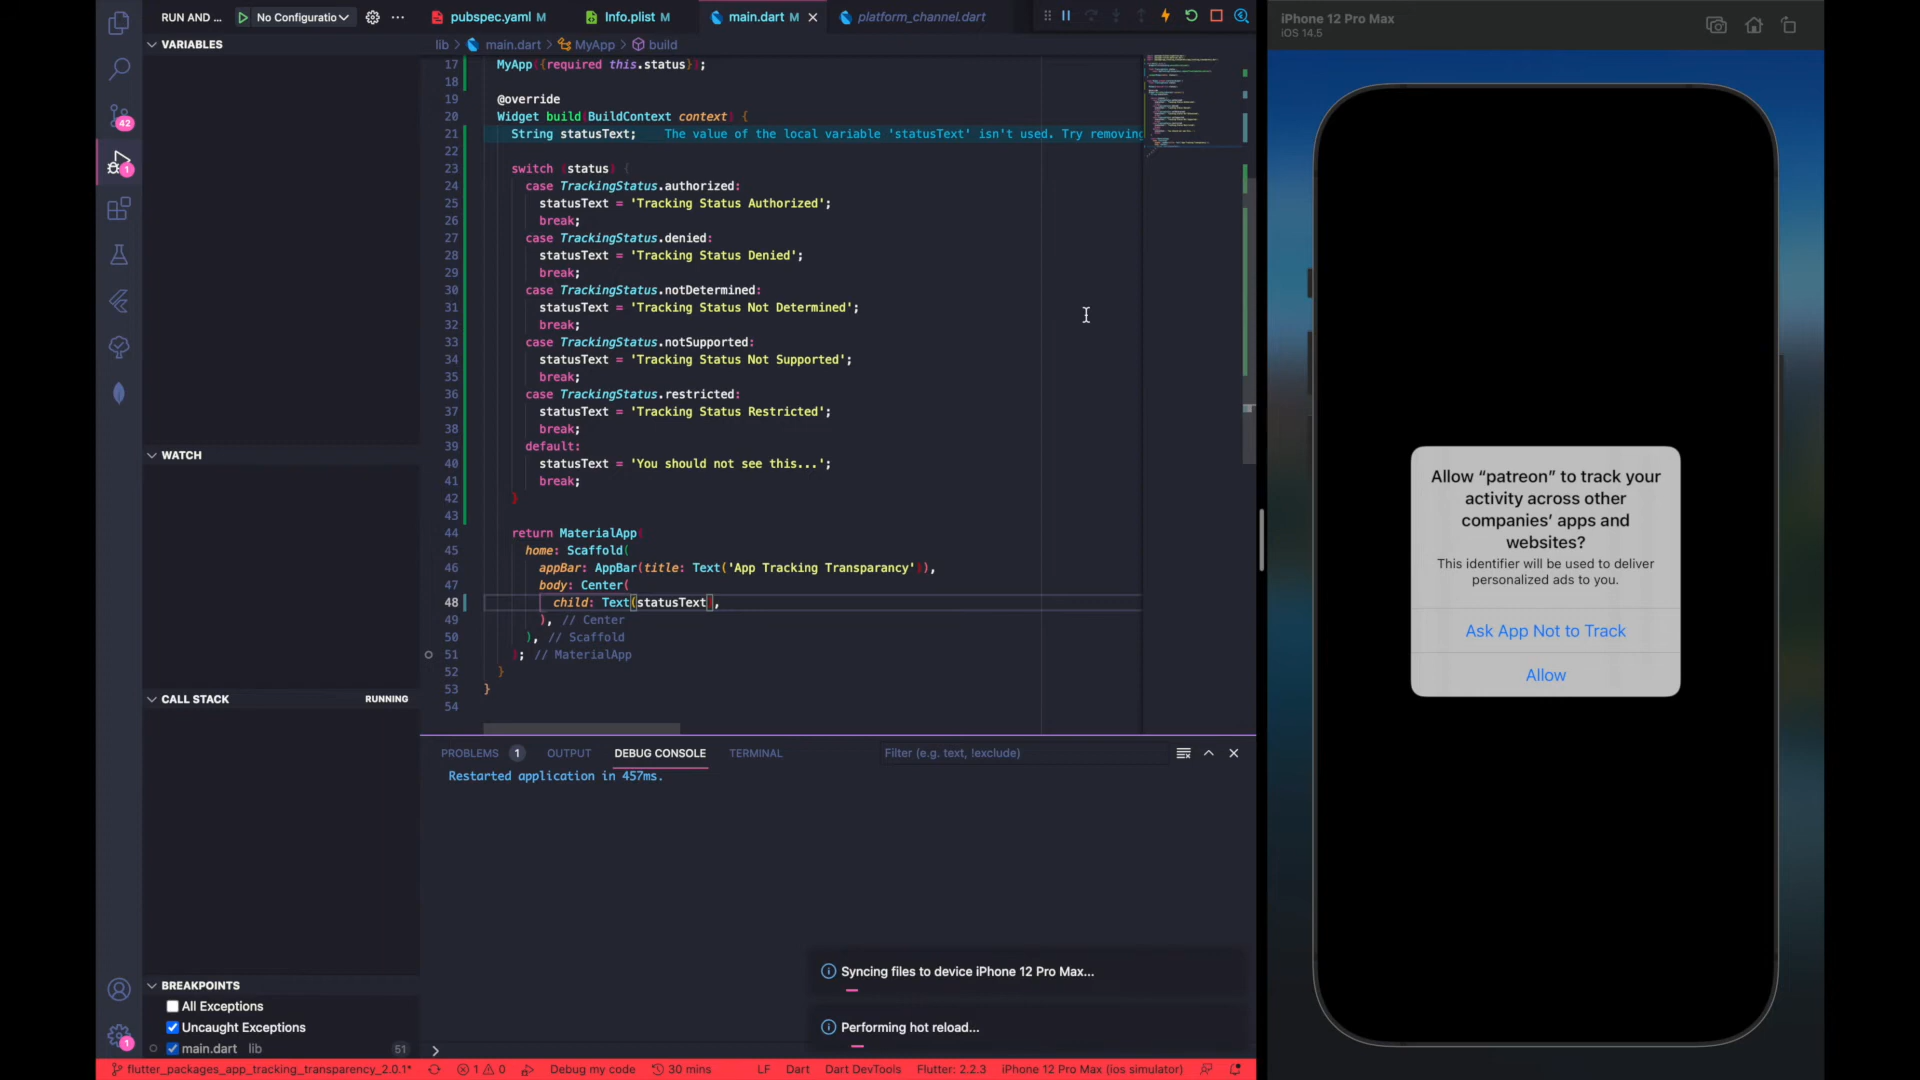 RUN AND ...
No Configuratio
pubspec.yaml M
Info.plist M
main.dart M
platform_channel.dart
lib > main.dart > MyApp > build
VARIABLES
WATCH
CALL STACK
RUNNING
BREAKPOINTS
All Exceptions
Uncaught Exceptions
main.dart lib 51
42
1
1
17 MyApp({required this.status});
18
19 @override
20 Widget build(BuildContext context) {
21 String statusText; The value of the local variable 'statusText' isn't used. Try removing
22
23 switch (status) {
24 case TrackingStatus.authorized:
25 statusText = 'Tracking Status Authorized';
26 break;
27 case TrackingStatus.denied:
28 statusText = 'Tracking Status Denied';
29 break;
30 case TrackingStatus.notDetermined:
31 statusText = 'Tracking Status Not Determined';
32 break;
33 case TrackingStatus.notSupported:
34 statusText = 'Tracking Status Not Supported';
35 break;
36 case TrackingStatus.restricted:
37 statusText = 'Tracking Status Restricted';
38 break;
39 default:
40 statusText = 'You should not see this...';
41 break;
42 }
43
44 return MaterialApp(
45 home: Scaffold(
46 appBar: AppBar(title: Text('App Tracking Transparancy')),
47 body: Center(
48 child: Text(statusText),
49 ), // Center
50 ), // Scaffold
51 ); // MaterialApp
52 }
53 }
54
PROBLEMS 1 OUTPUT DEBUG CONSOLE TERMINAL Filter (e.g. text, !exclude)
Restarted application in 457ms.
Syncing files to device iPhone 12 Pro Max...
Performing hot reload...
flutter_packages_app_tracking_transparency_2.0.1* 1 0 Debug my code 30 mins LF Dart Dart DevTools Flutter: 2.2.3 iPhone 12 Pro Max (ios simulator)
iPhone 12 Pro Max
iOS 14.5
Allow “patreon” to track your
activity across other
companies’ apps and
websites?
This identifier will be used to deliver
personalized ads to you.
Ask App Not to Track
Allow